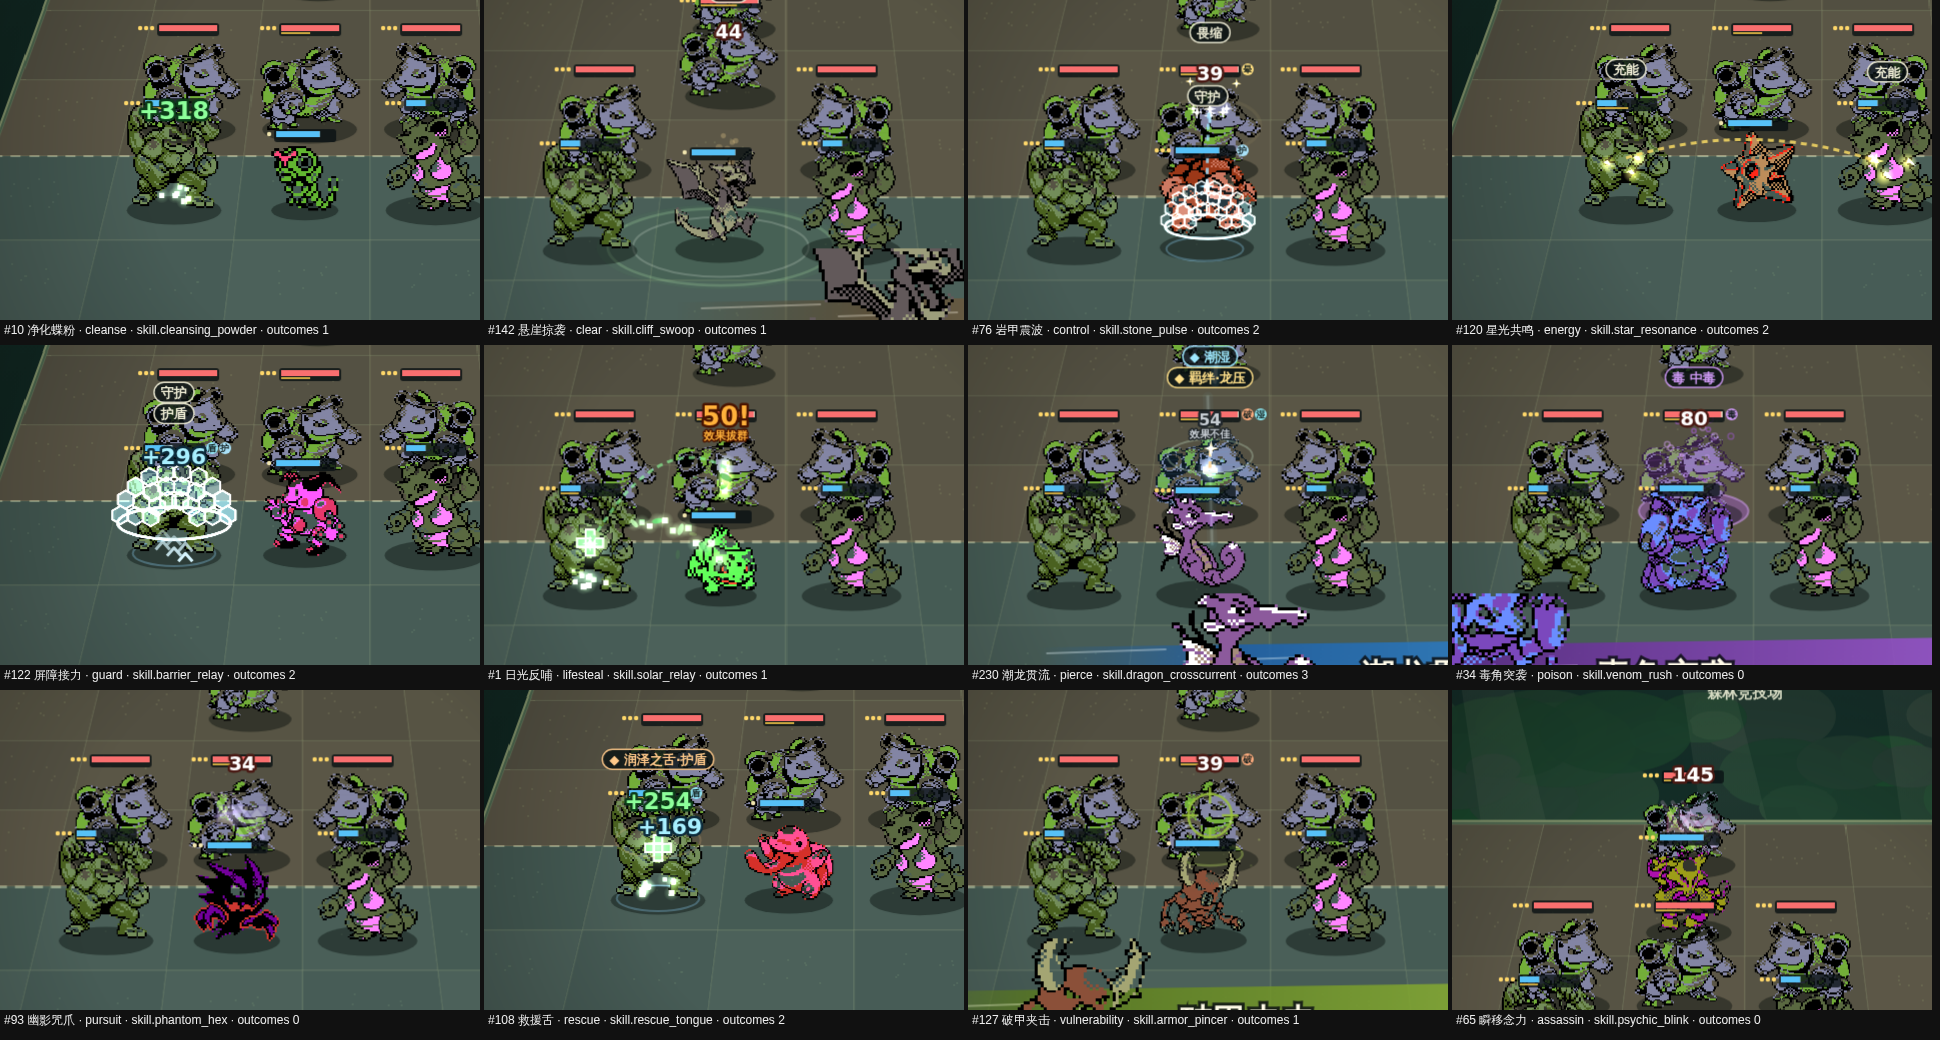 +318
#10 净化蝶粉 · cleanse · skill.cleansing_powder · outcomes 1
44
#142 悬崖掠袭 · clear · skill.cliff_swoop · outcomes 1
畏缩
39
守护
#76 岩甲震波 · control · skill.stone_pulse · outcomes 2
充能
充能
#120 星光共鸣 · energy · skill.star_resonance · outcomes 2
守护
护盾
+296
#122 屏障接力 · guard · skill.barrier_relay · outcomes 2
50!
效果拔群
#1 日光反哺 · lifesteal · skill.solar_relay · outcomes 1
◆ 潮湿
◆ 羁绊·龙压
54
效果不佳
#230 潮龙贯流 · pierce · skill.dragon_crosscurrent · outcomes 3
毒 中毒
80
#34 毒角突袭 · poison · skill.venom_rush · outcomes 0
34
#93 幽影咒爪 · pursuit · skill.phantom_hex · outcomes 0
◆ 润泽之舌·护盾
+254
+169
#108 救援舌 · rescue · skill.rescue_tongue · outcomes 2
39
#127 破甲夹击 · vulnerability · skill.armor_pincer · outcomes 1
森林竞技场
145
#65 瞬移念力 · assassin · skill.psychic_blink · outcomes 0